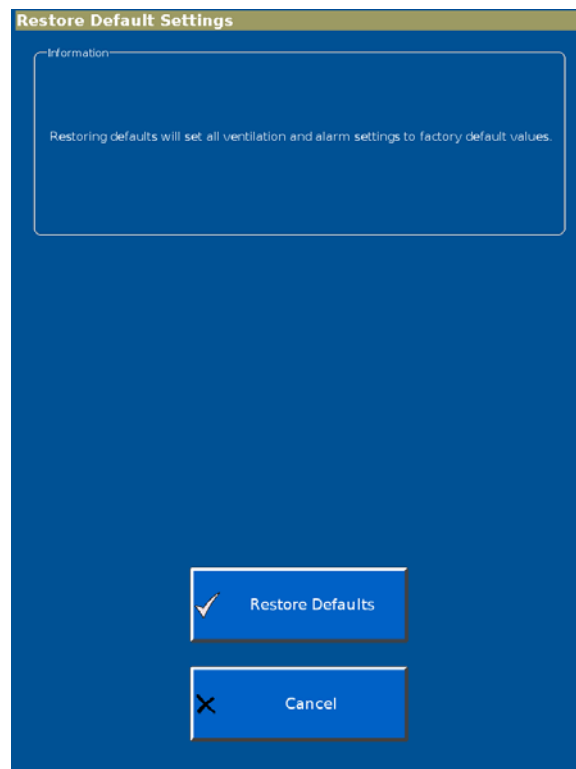 Restore Default Settings
Information
Restoring defaults will set all ventilation and alarm settings to factory default values.
Restore Defaults
Cancel